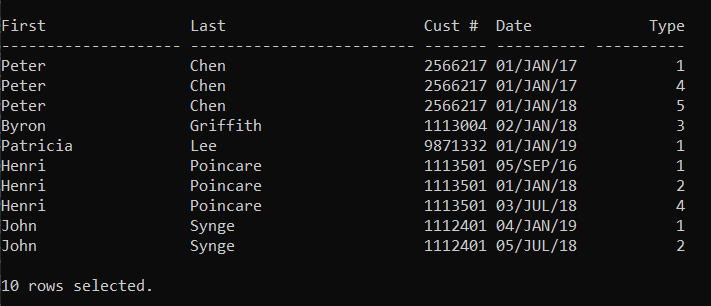 First                Last                      Cust #  Date             Type
-------------------- ------------------------- ------- ---------- ----------
Peter                Chen                      2566217 01/JAN/17           1
Peter                Chen                      2566217 01/JAN/17           4
Peter                Chen                      2566217 01/JAN/18           5
Byron                Griffith                  1113004 02/JAN/18           3
Patricia             Lee                       9871332 01/JAN/19           1
Henri                Poincare                  1113501 05/SEP/16           1
Henri                Poincare                  1113501 01/JAN/18           2
Henri                Poincare                  1113501 03/JUL/18           4
John                 Synge                     1112401 04/JAN/19           1
John                 Synge                     1112401 05/JUL/18           2

10 rows selected.